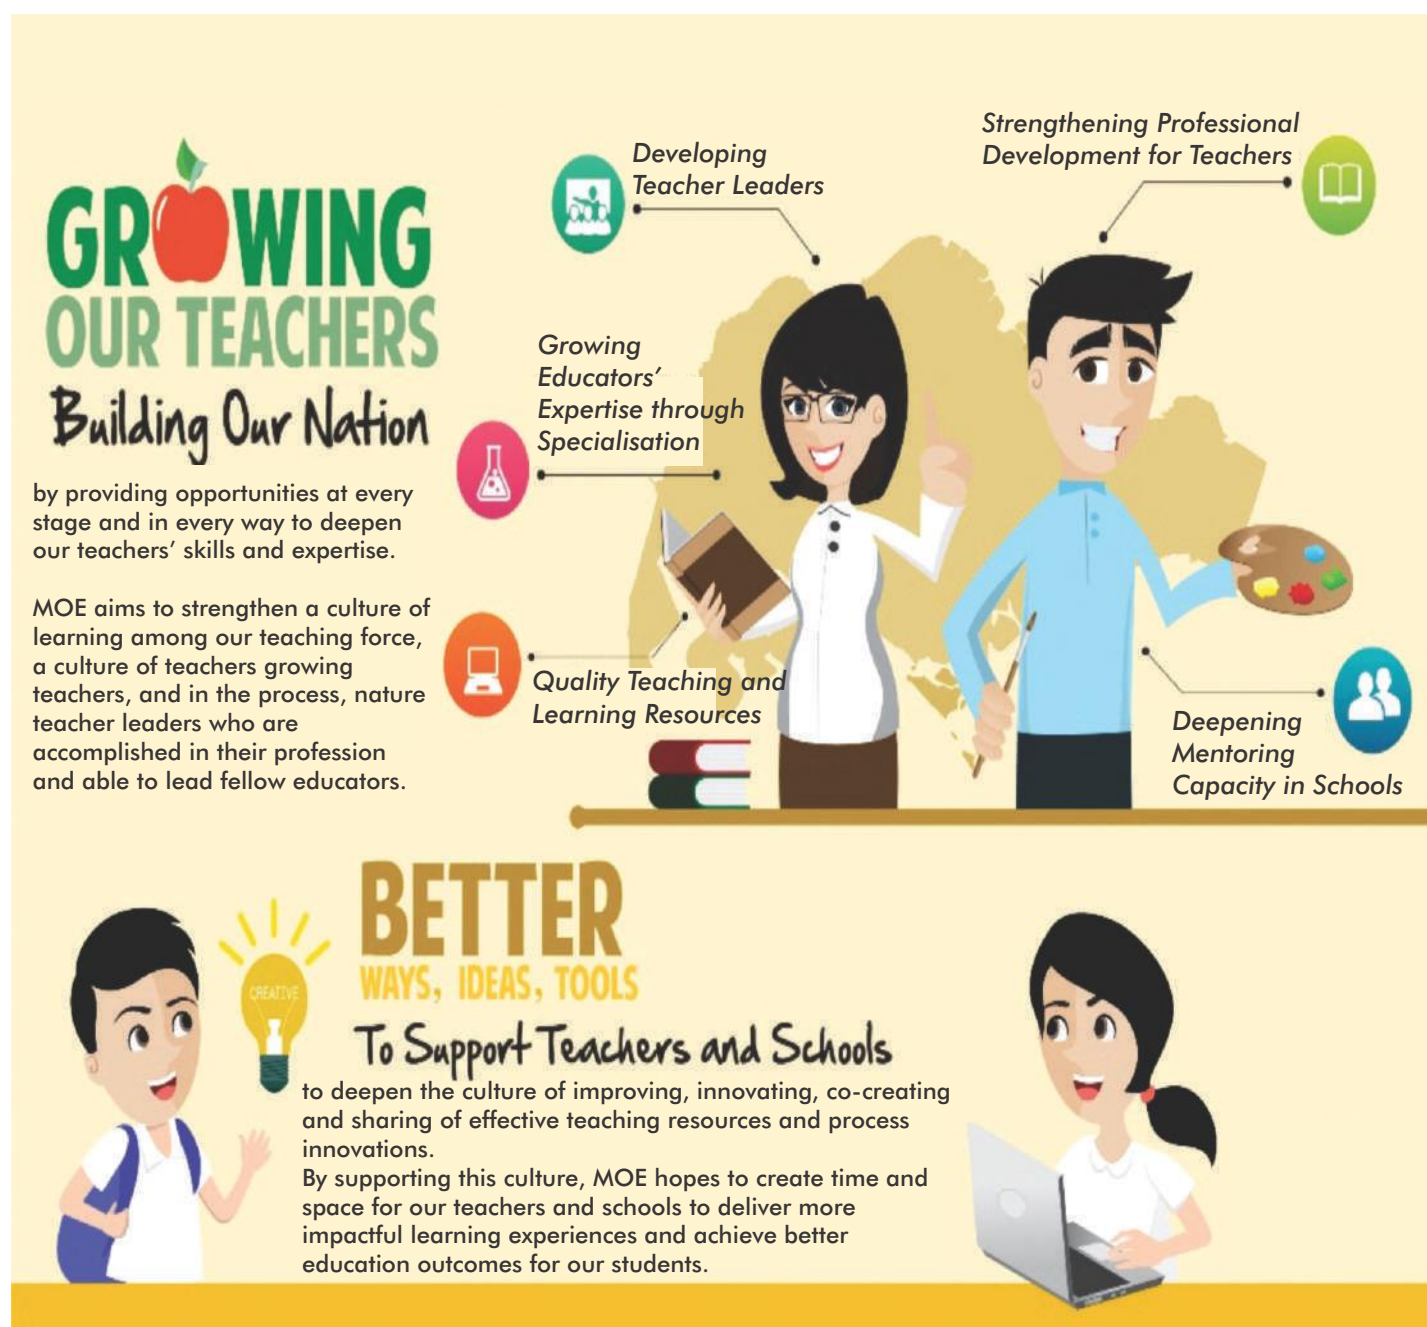 GROWING
OUR TEACHERS
Building Our Nation
by providing opportunities at every
stage and in every way to deepen
our teachers’ skills and expertise.
MOE aims to strengthen a culture of
learning among our teaching force,
a culture of teachers growing
teachers, and in the process, nature
teacher leaders who are
accomplished in their profession
and able to lead fellow educators.
Developing
Teacher Leaders
Strengthening Professional
Development for Teachers
Growing
Educators’
Expertise through
Specialisation
Quality Teaching and
Learning Resources
Deepening
Mentoring
Capacity in Schools
CREATIVE
BETTER
WAYS, IDEAS, TOOLS
To Support Teachers and Schools
to deepen the culture of improving, innovating, co-creating
and sharing of effective teaching resources and process
innovations.
By supporting this culture, MOE hopes to create time and
space for our teachers and schools to deliver more
impactful learning experiences and achieve better
education outcomes for our students.